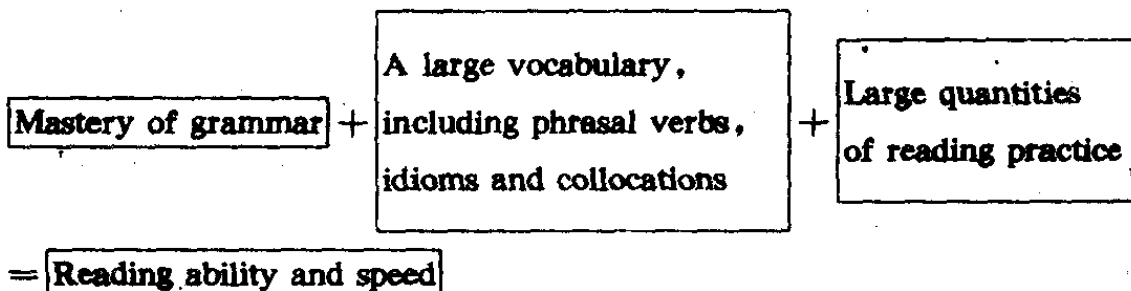 A large vocabulary,
Mastery of grammar + including phrasal verbs, + Large quantities
idioms and collocations of reading practice
= Reading ability and speed